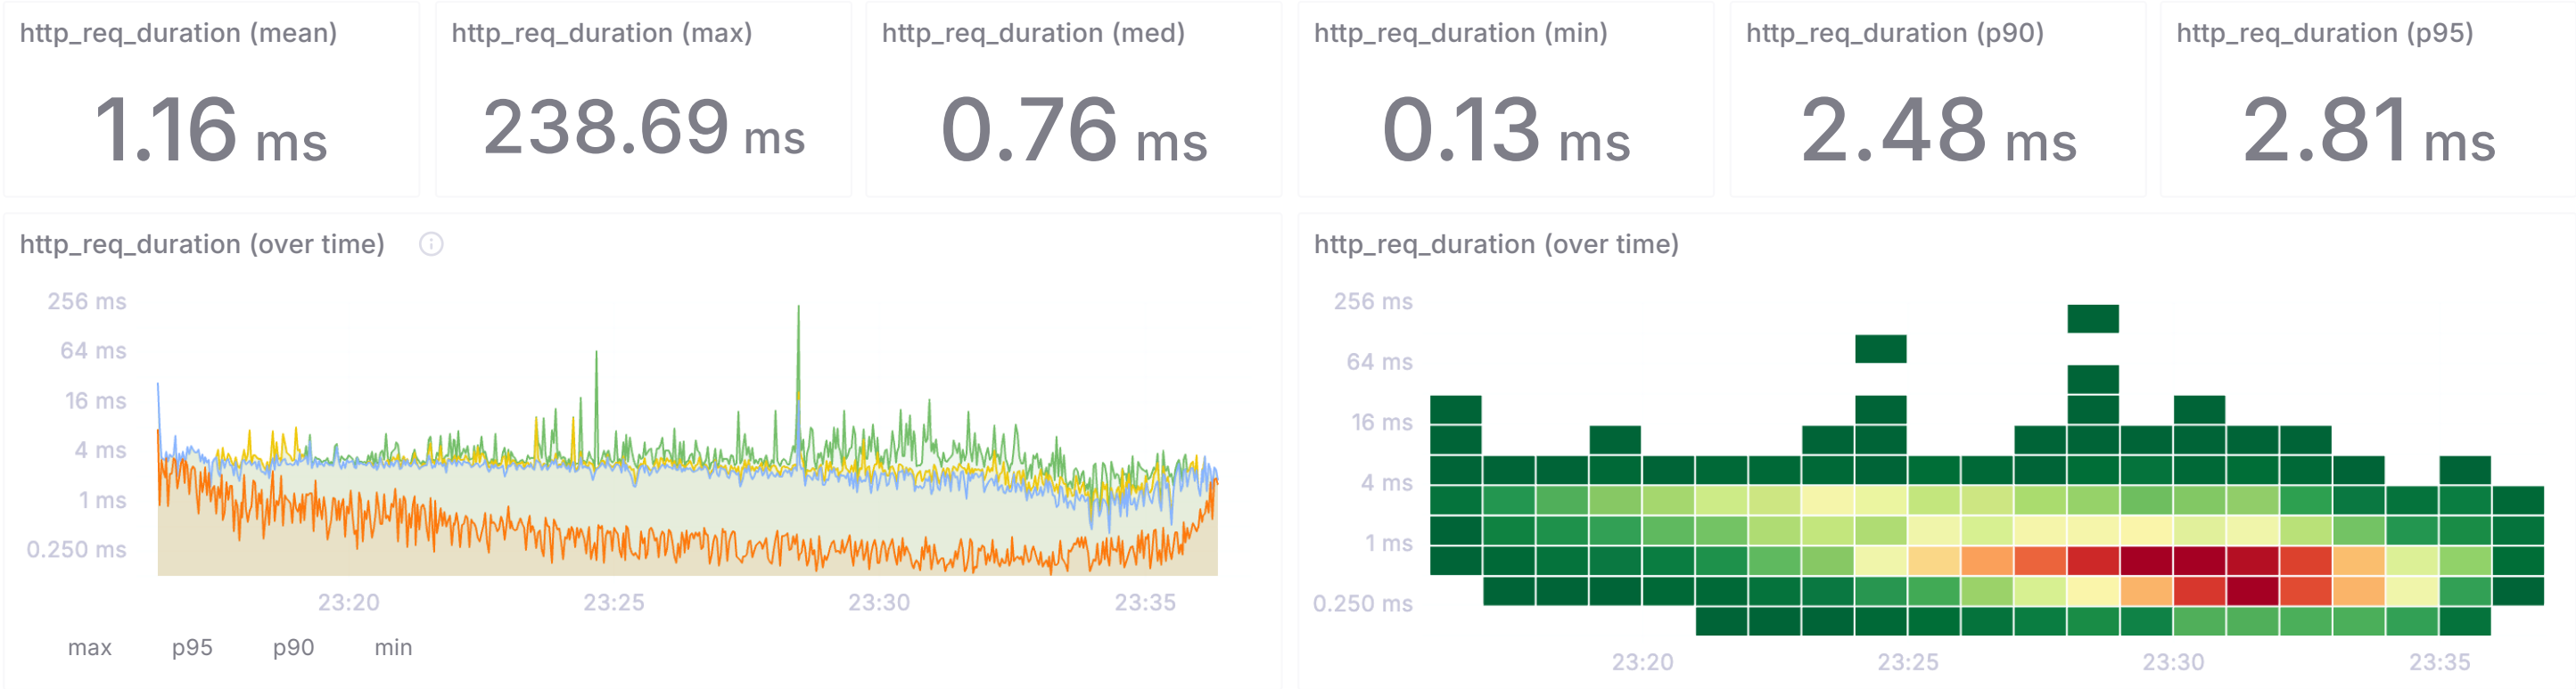 http_req_duration (mean)
1.16 ms
http_req_duration (max)
238.69 ms
http_req_duration (med)
0.76 ms
http_req_duration (min)
0.13 ms
http_req_duration (p90)
2.48 ms
http_req_duration (p95)
2.81 ms
http_req_duration (over time)
256 ms
64 ms
16 ms
4 ms
1 ms
0.250 ms
23:20 23:25 23:30 23:35
max p95 p90 min
http_req_duration (over time)
256 ms
64 ms
16 ms
4 ms
1 ms
0.250 ms
23:20 23:25 23:30 23:35